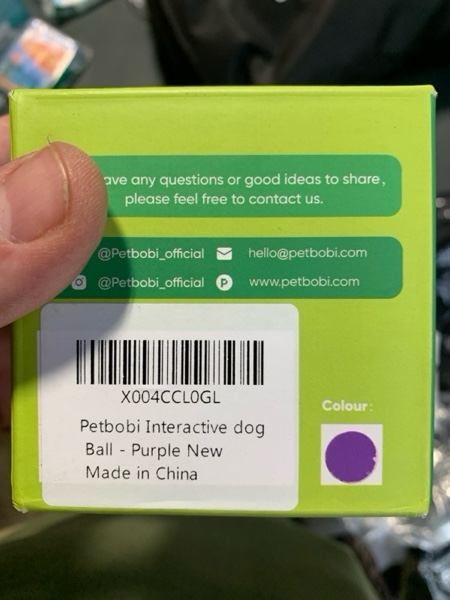 ave any questions or good ideas to share,
please feel free to contact us.
@Petbobi_official hello@petbobi.com
@Petbobi_official P www.petbobi.com
X004CCL0GL
Petbobi Interactive dog
Ball - Purple New
Made in China
Colour: